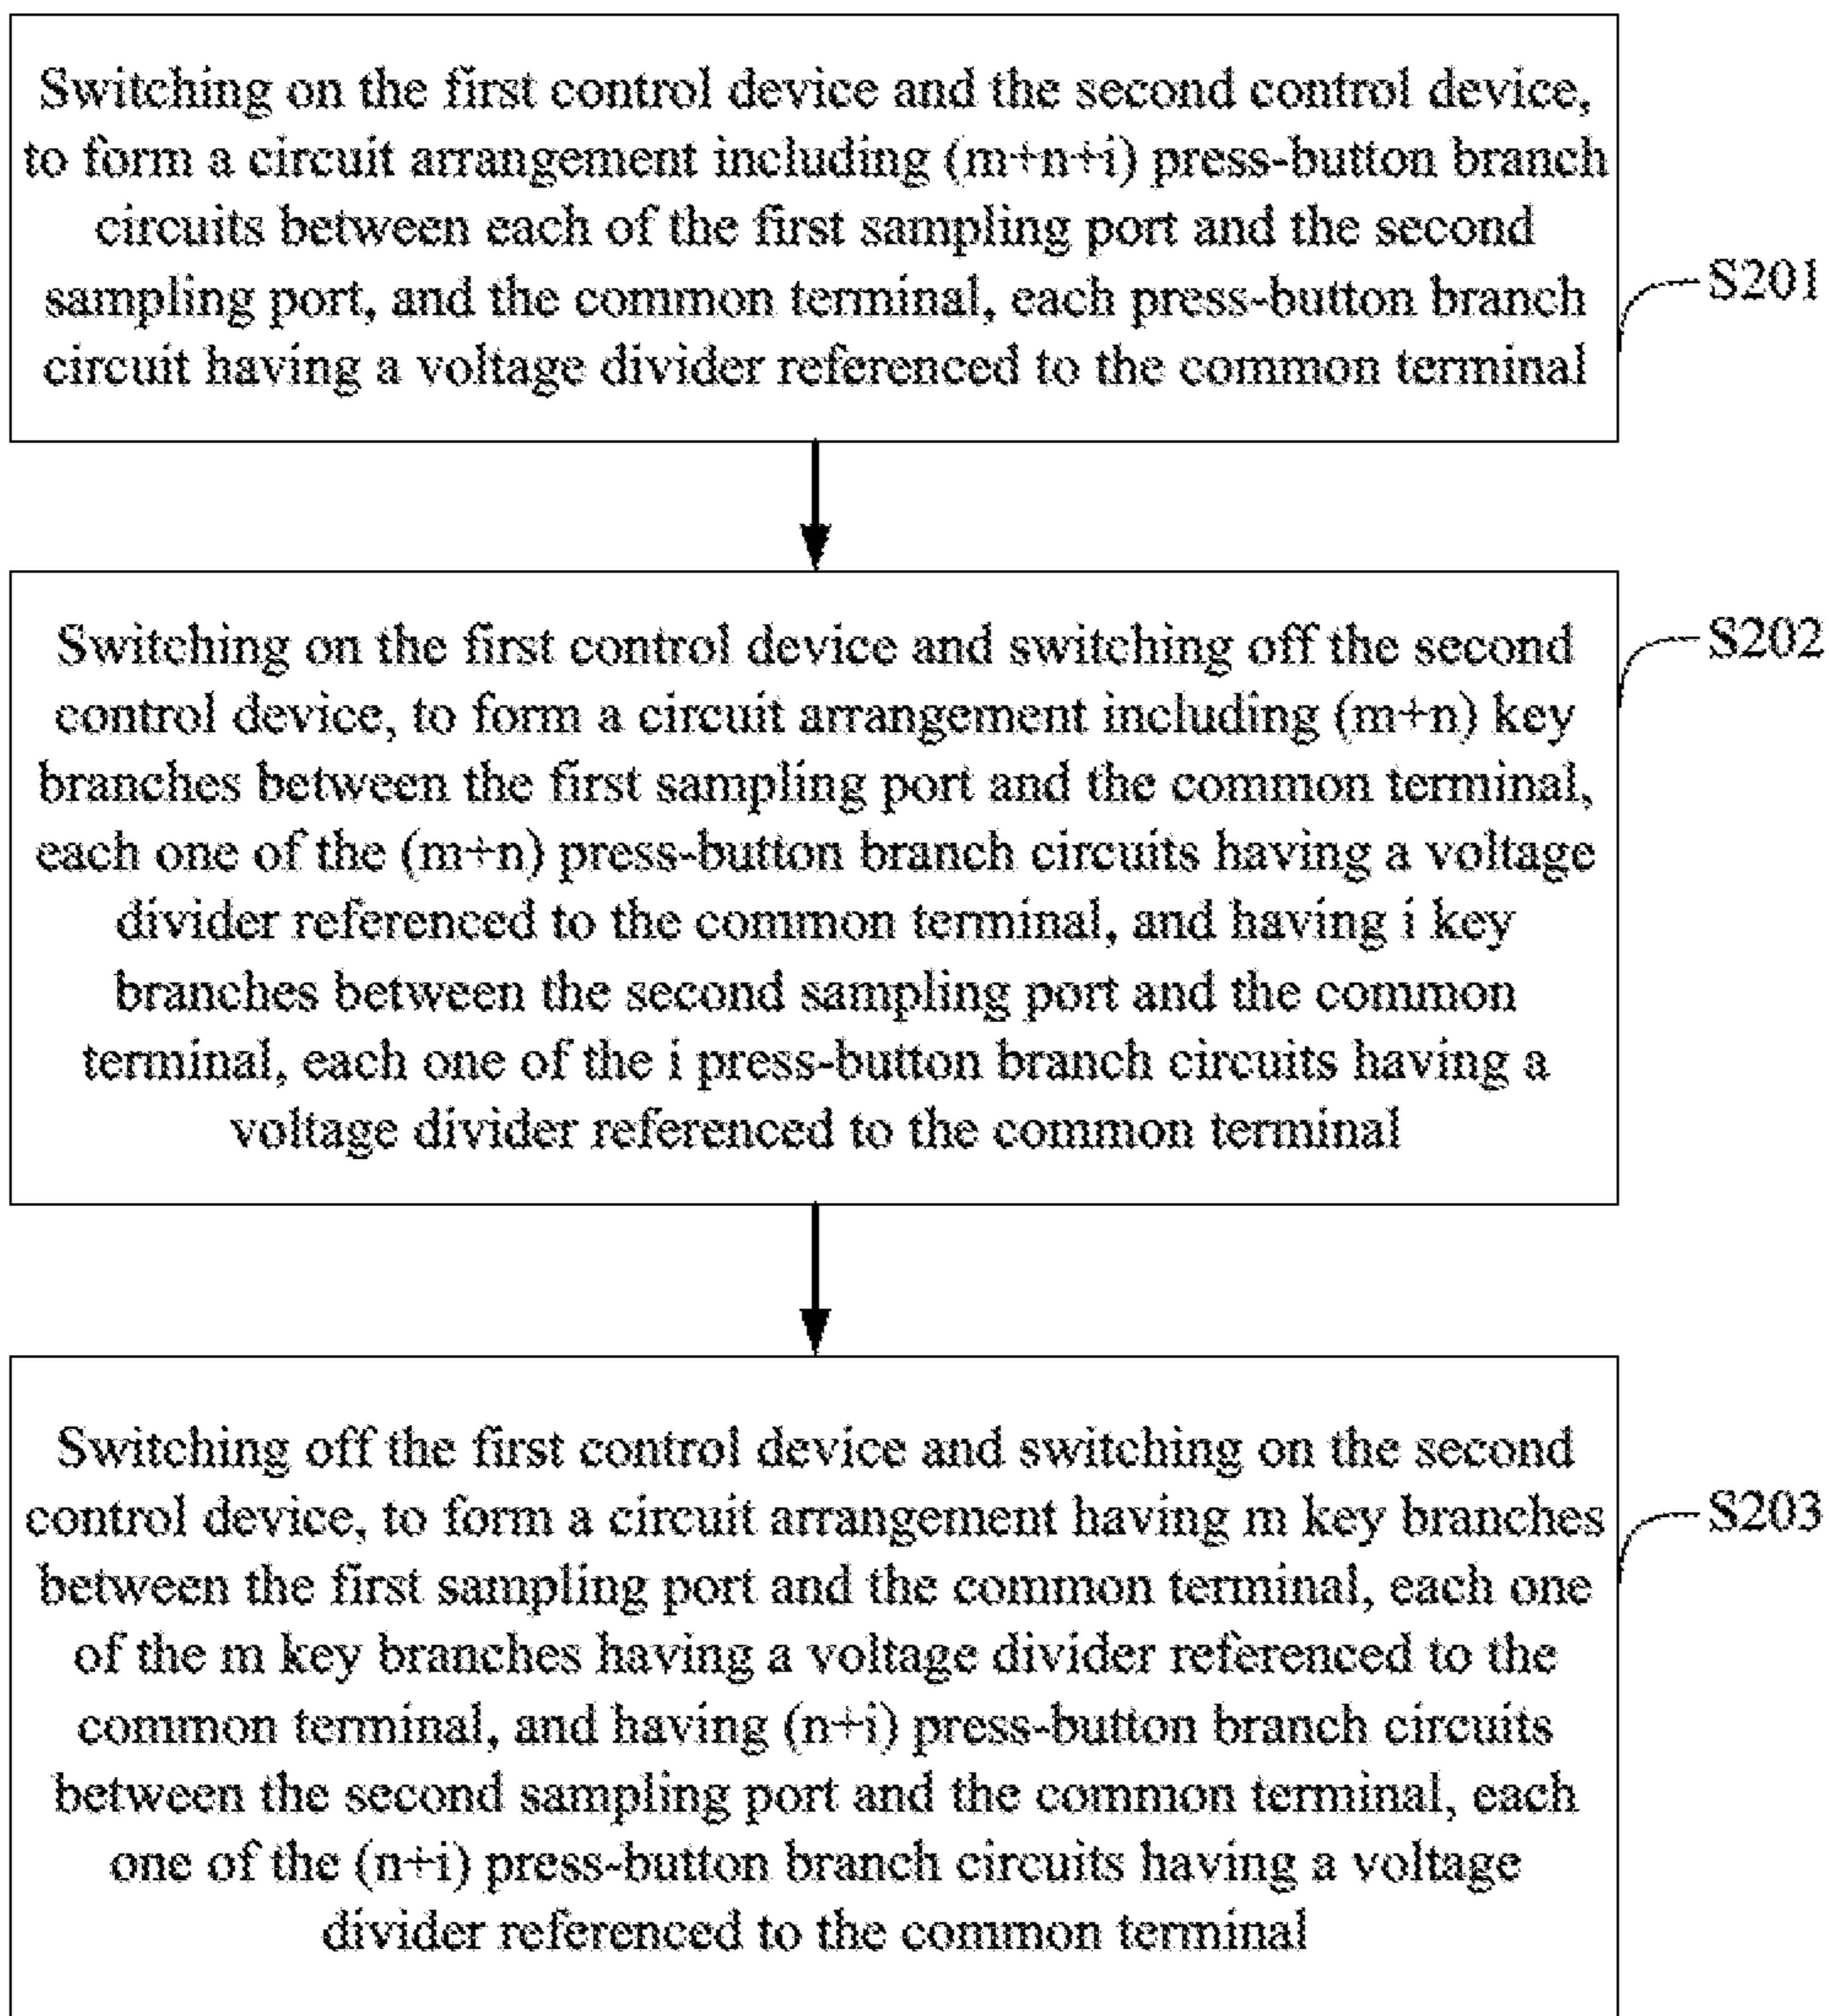 Switching on the first control device and the second control device,
to form a circuit arrangement including (m+n+i) press-button branch
circuits between each of the first sampling port and the second
sampling port, and the common terminal, each press-button branch
circuit having a voltage divider referenced to the common terminal
S201
Switching on the first control device and switching off the second
control device, to form a circuit arrangement including (m+n) key
branches between the first sampling port and the common terminal,
each one of the (m+n) press-button branch circuits having a voltage
divider referenced to the common terminal, and having i key
branches between the second sampling port and the common
terminal, each one of the i press-button branch circuits having a
voltage divider referenced to the common terminal
S202
Switching off the first control device and switching on the second
control device, to form a circuit arrangement having m key branches
between the first sampling port and the common terminal, each one
of the m key branches having a voltage divider referenced to the
common terminal, and having (n+i) press-button branch circuits
between the second sampling port and the common terminal, each
one of the (n+i) press-button branch circuits having a voltage
divider referenced to the common terminal
S203